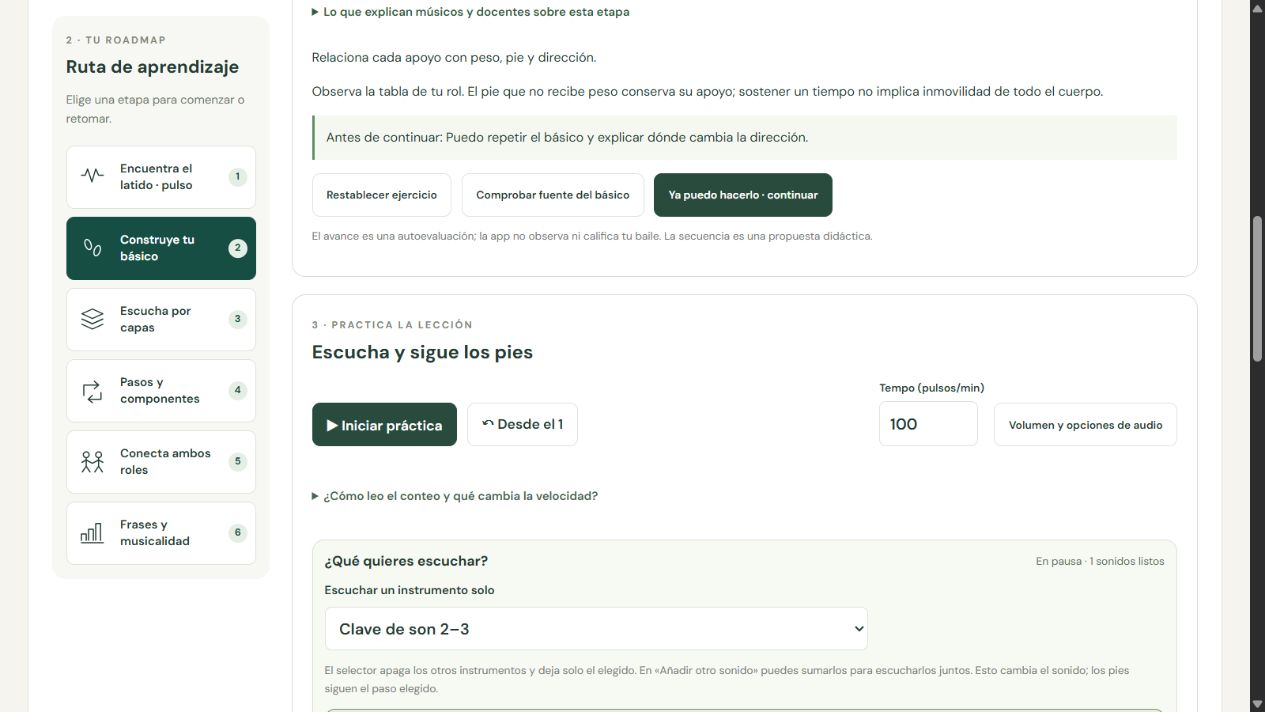 2 · TU ROADMAP
Ruta de aprendizaje
Elige una etapa para comenzar o
retomar.
Encuentra el
latido · pulso
1
Construye tu
básico
2
Escucha por
capas
3
Pasos y
componentes
4
Conecta ambos
roles
5
Frases y
musicalidad
6
▶ Lo que explican músicos y docentes sobre esta etapa
Relaciona cada apoyo con peso, pie y dirección.
Observa la tabla de tu rol. El pie que no recibe peso conserva su apoyo; sostener un tiempo no implica inmovilidad de todo el cuerpo.
Antes de continuar: Puedo repetir el básico y explicar dónde cambia la dirección.
Restablecer ejercicio
Comprobar fuente del básico
Ya puedo hacerlo · continuar
El avance es una autoevaluación; la app no observa ni califica tu baile. La secuencia es una propuesta didáctica.
3 · PRACTICA LA LECCIÓN
Escucha y sigue los pies
Tempo (pulsos/min)
▶ Iniciar práctica
↶ Desde el 1
100
Volumen y opciones de audio
▶ ¿Cómo leo el conteo y qué cambia la velocidad?
¿Qué quieres escuchar?
En pausa · 1 sonidos listos
Escuchar un instrumento solo
Clave de son 2–3
El selector apaga los otros instrumentos y deja solo el elegido. En «Añadir otro sonido» puedes sumarlos para escucharlos juntos. Esto cambia el sonido; los pies
siguen el paso elegido.